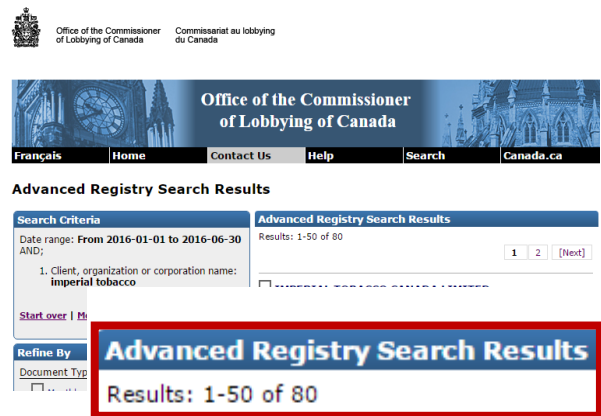 Office of the Commissioner
of Lobbying of Canada
Commissariat au lobbying
du Canada
Office of the Commissioner
of Lobbying of Canada
Français Home Contact Us Help Search Canada.ca
Advanced Registry Search Results
Search Criteria
Date range: From 2016-01-01 to 2016-06-30
AND;
1. Client, organization or corporation name:
imperial tobacco
Start over |
Refine By
Document Typ
Advanced Registry Search Results
Results: 1-50 of 80
1 2 [Next]
IMPERIAL TOBACCO CANADA LIMITED
Advanced Registry Search Results
Results: 1-50 of 80